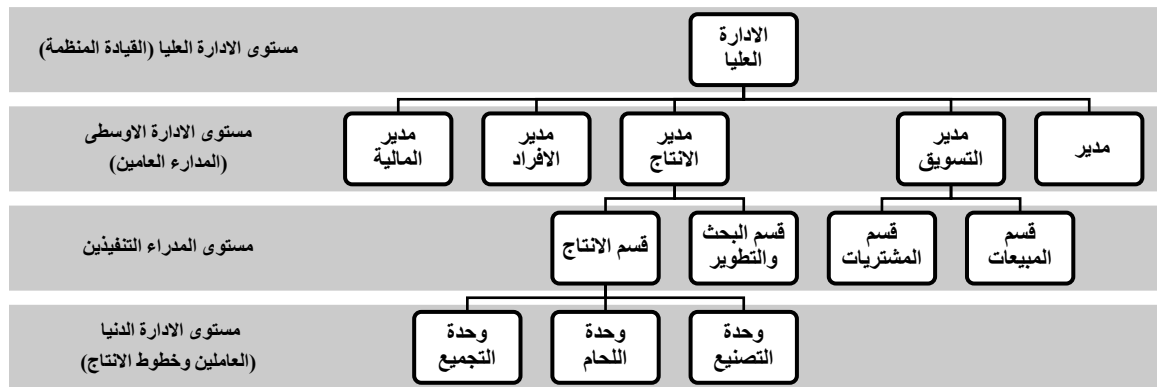 الادارة
العليا
مستوى الادارة العليا (القيادة المنظمة)
مدير
مدير
التسويق
مدير
الانتاج
مدير
الافراد
مدير
المالية
مستوى الادارة الاوسطى
(المدارء العامين)
قسم
المبيعات
قسم
المشتريات
قسم البحث
والتطوير
قسم الانتاج
مستوى المدراء التنفيذين
وحدة
التصنيع
وحدة
اللحام
وحدة
التجميع
مستوى الادارة الدنيا
(العاملين وخطوط الانتاج)